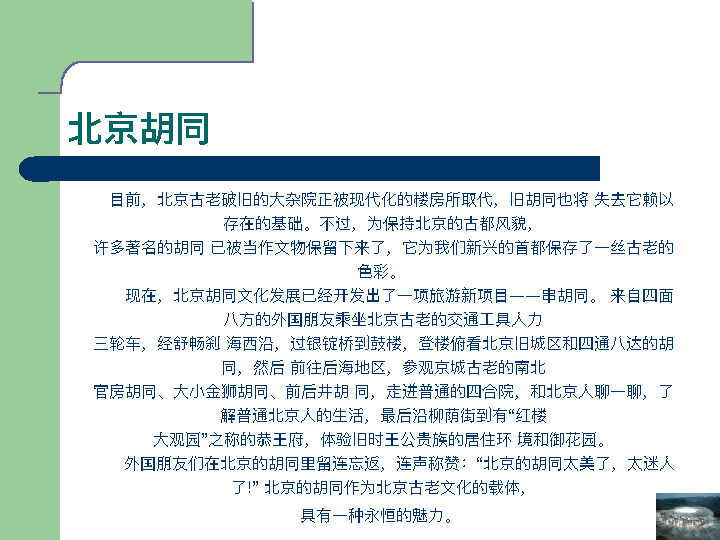 北京胡同
目前，北京古老破旧的大杂院正被现代化的楼房所取代，旧胡同也将 失去它赖以
存在的基础。不过，为保持北京的古都风貌，
许多著名的胡同 已被当作文物保留下来了，它为我们新兴的首都保存了一丝古老的
色彩。
现在，北京胡同文化发展已经开发出了一项旅游新项目——串胡同。 来自四面
八方的外国朋友乘坐北京古老的交通工具人力
三轮车，经舒畅刹 海西沿，过银锭桥到鼓楼，登楼俯看北京旧城区和四通八达的胡
同，然后 前往后海地区，参观京城古老的南北
官房胡同、大小金狮胡同、前后井胡 同，走进普通的四合院，和北京人聊一聊，了
解普通北京人的生活，最后沿柳荫街到有“红楼
大观园”之称的恭王府，体验旧时王公贵族的居住环 境和御花园。
外国朋友们在北京的胡同里留连忘返，连声称赞：“北京的胡同太美了，太迷人
了!” 北京的胡同作为北京古老文化的载体，
具有一种永恒的魅力。